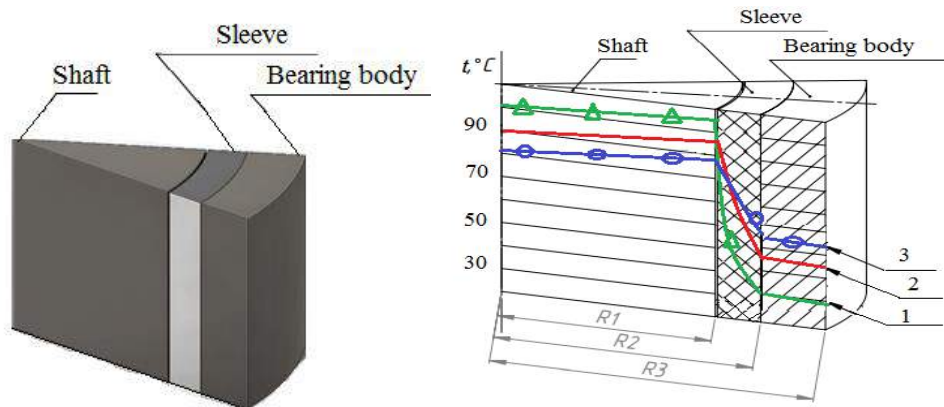 Sleeve
Shaft
Bearing body
Sleeve
Shaft
Bearing body
t,°C
90
70
50
30
3
2
1
R1
R2
R3